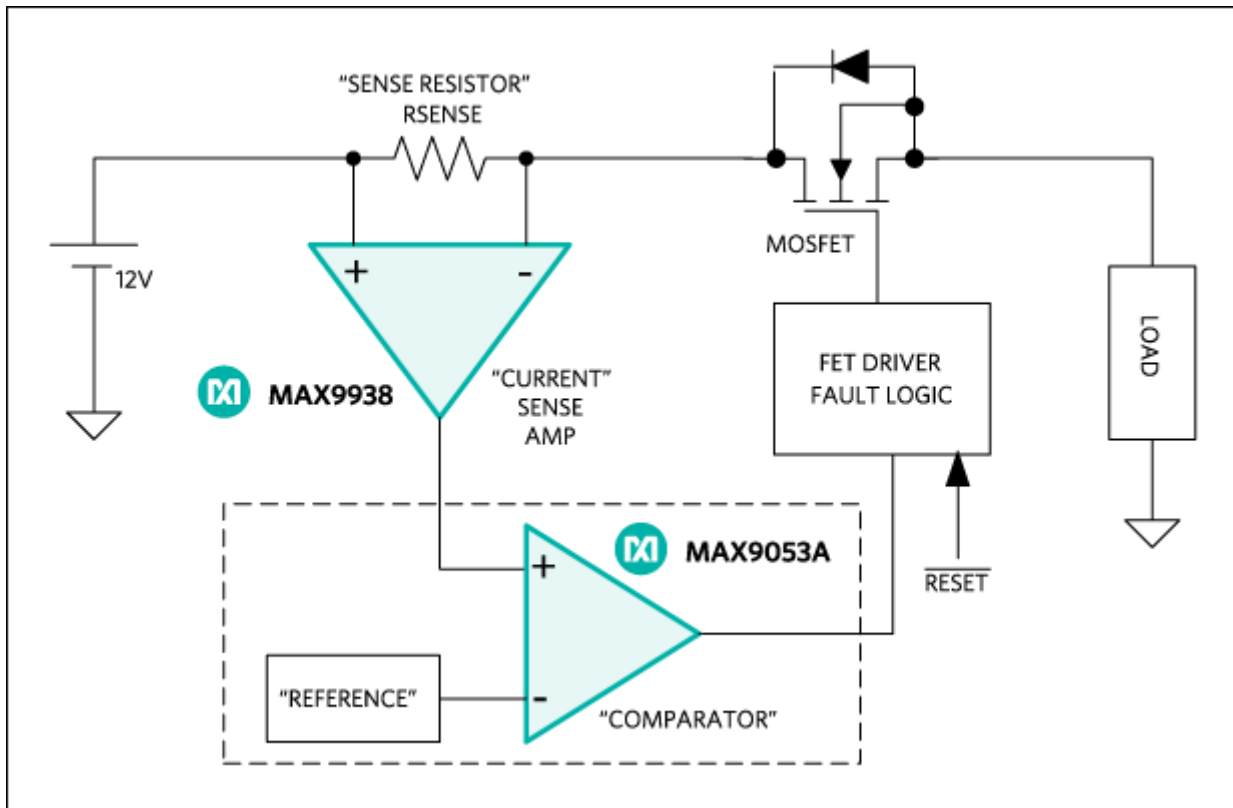 “SENSE RESISTOR”
RSENSE
MOSFET
12V
+
-
LOAD
FET DRIVER
FAULT LOGIC
MAX9938
“CURRENT”
SENSE
AMP
MAX9053A
+
RESET
“REFERENCE”
-
“COMPARATOR”